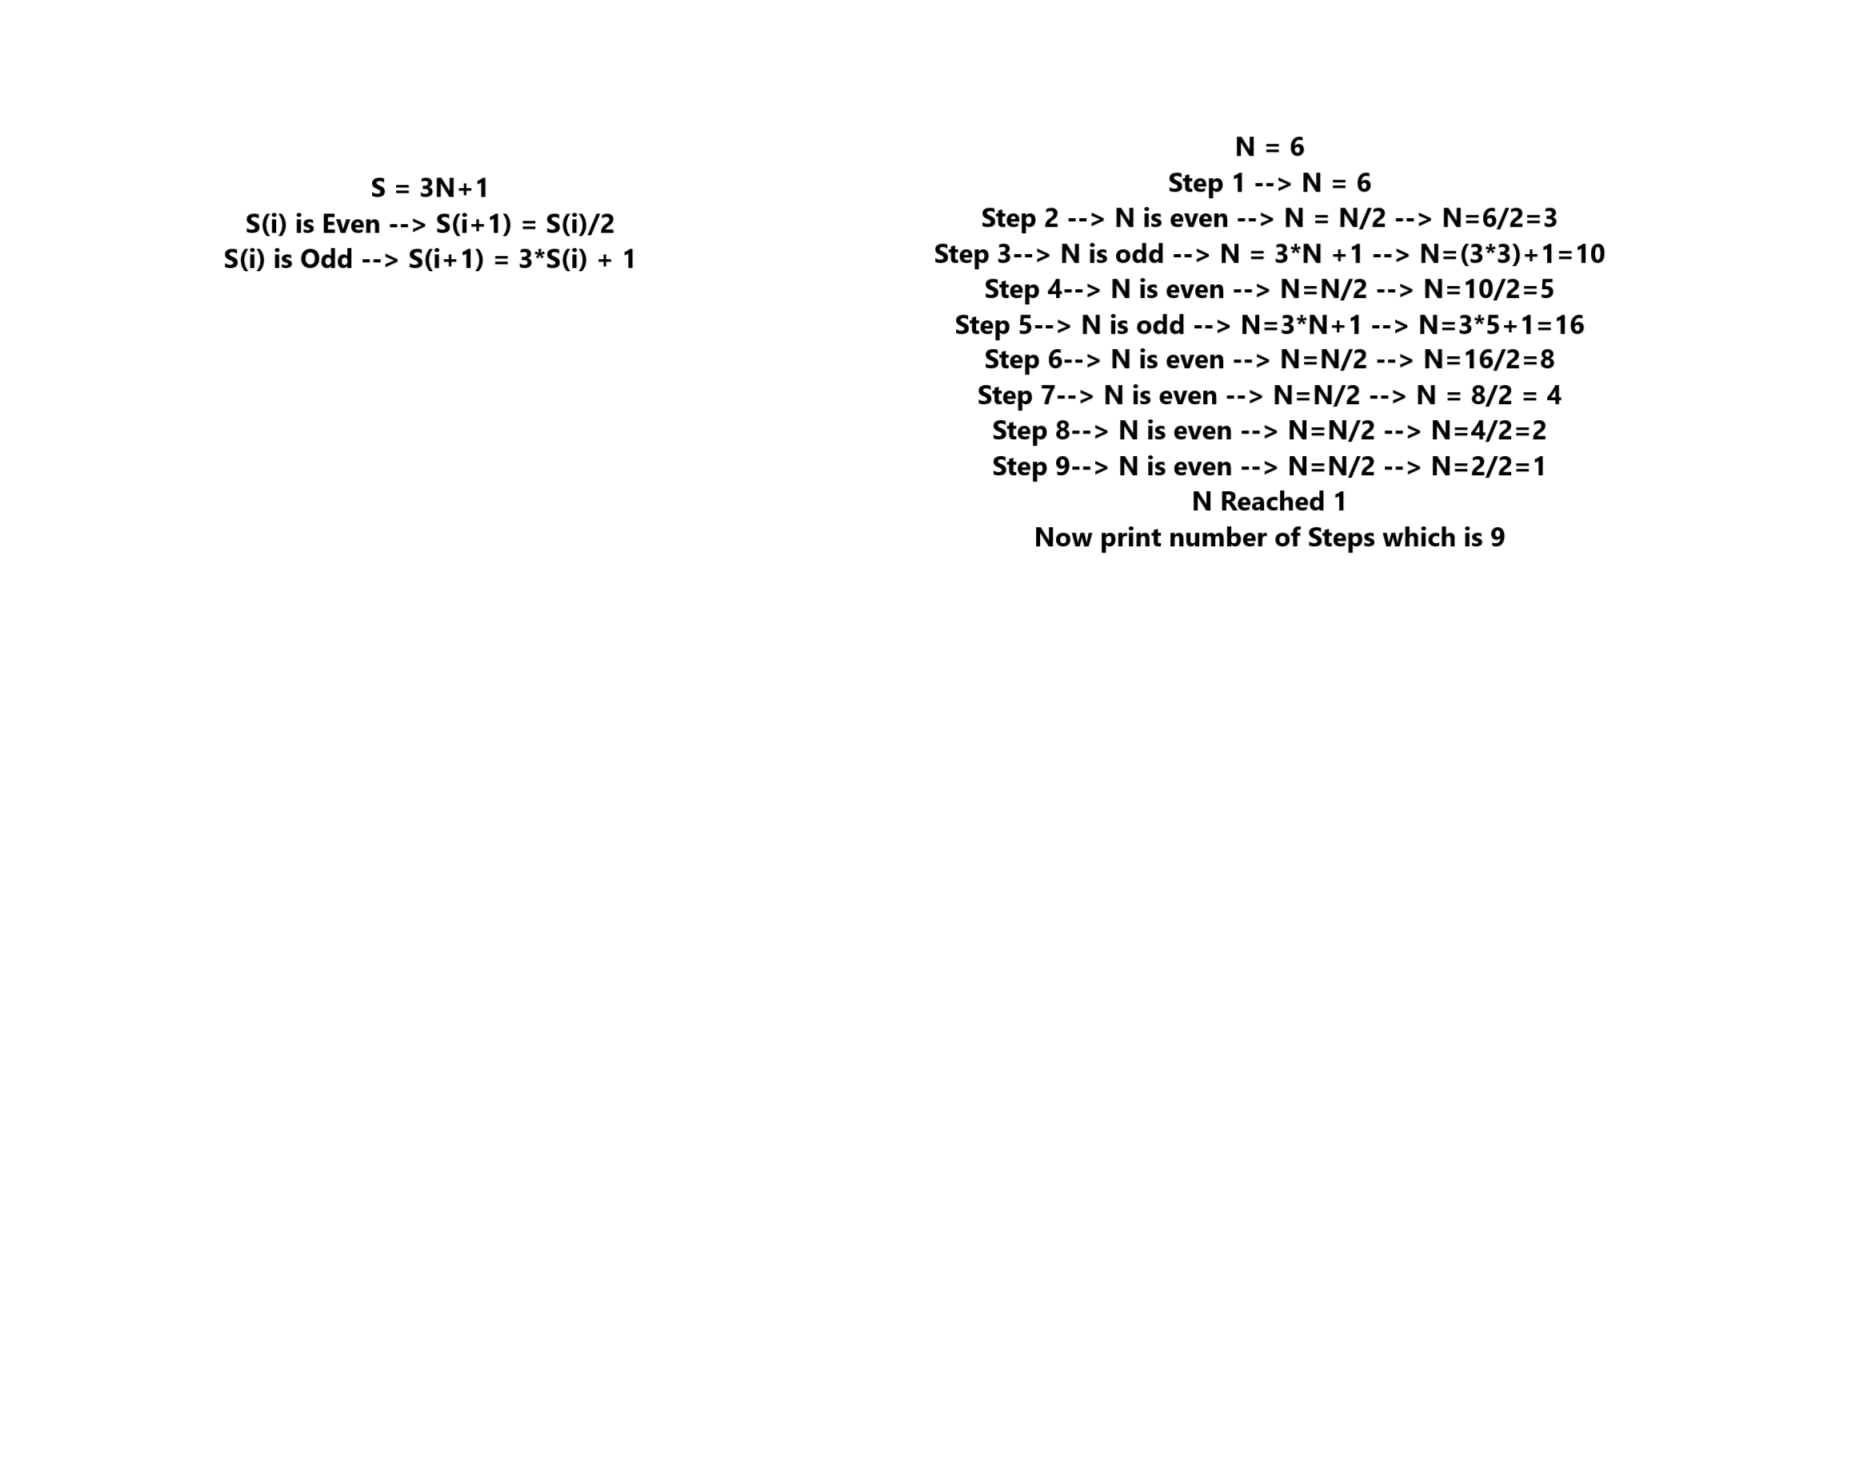 S = 3N+1
S(i) is Even --> S(i+1) = S(i)/2
S(i) is Odd --> S(i+1) = 3*S(i) + 1
N = 6
Step 1 --> N = 6
Step 2 --> N is even --> N = N/2 --> N=6/2=3
Step 3--> N is odd --> N = 3*N +1 --> N=(3*3)+1=10
Step 4--> N is even --> N=N/2 --> N=10/2=5
Step 5--> N is odd --> N=3*N+1 --> N=3*5+1=16
Step 6--> N is even --> N=N/2 --> N=16/2=8
Step 7--> N is even --> N=N/2 --> N = 8/2 = 4
Step 8--> N is even --> N=N/2 --> N=4/2=2
Step 9--> N is even --> N=N/2 --> N=2/2=1
N Reached 1
Now print number of Steps which is 9